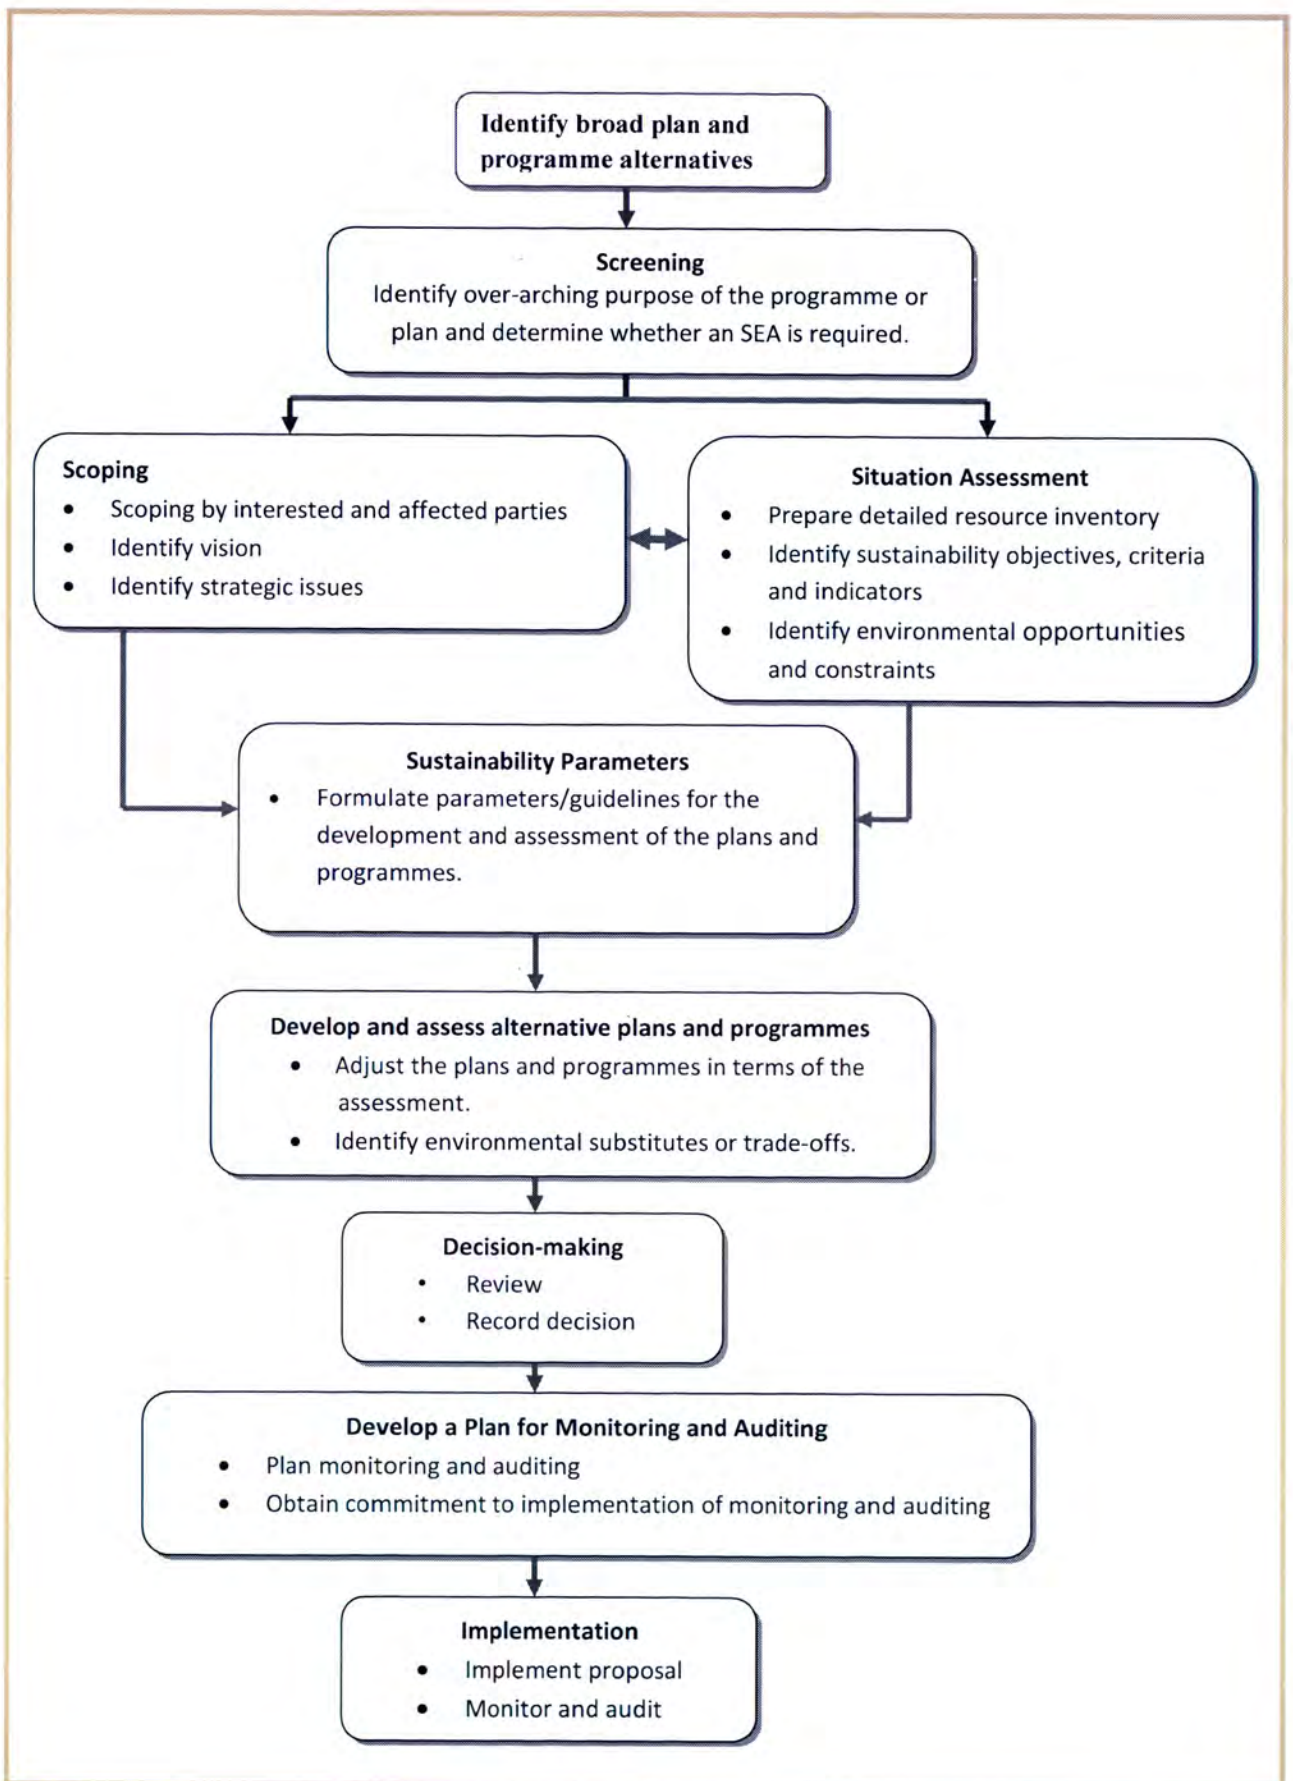 Identify broad plan and
programme alternatives
Screening
Identify over-arching purpose of the programme or
plan and determine whether an SEA is required.
Scoping
• Scoping by interested and affected parties
• Identify vision
• Identify strategic issues
Situation Assessment
• Prepare detailed resource inventory
• Identify sustainability objectives, criteria
and indicators
• Identify environmental opportunities
and constraints
Sustainability Parameters
• Formulate parameters/guidelines for the
development and assessment of the plans and
programmes.
Develop and assess alternative plans and programmes
• Adjust the plans and programmes in terms of the
assessment.
• Identify environmental substitutes or trade-offs.
Decision-making
• Review
• Record decision
Develop a Plan for Monitoring and Auditing
• Plan monitoring and auditing
• Obtain commitment to implementation of monitoring and auditing
Implementation
• Implement proposal
• Monitor and audit